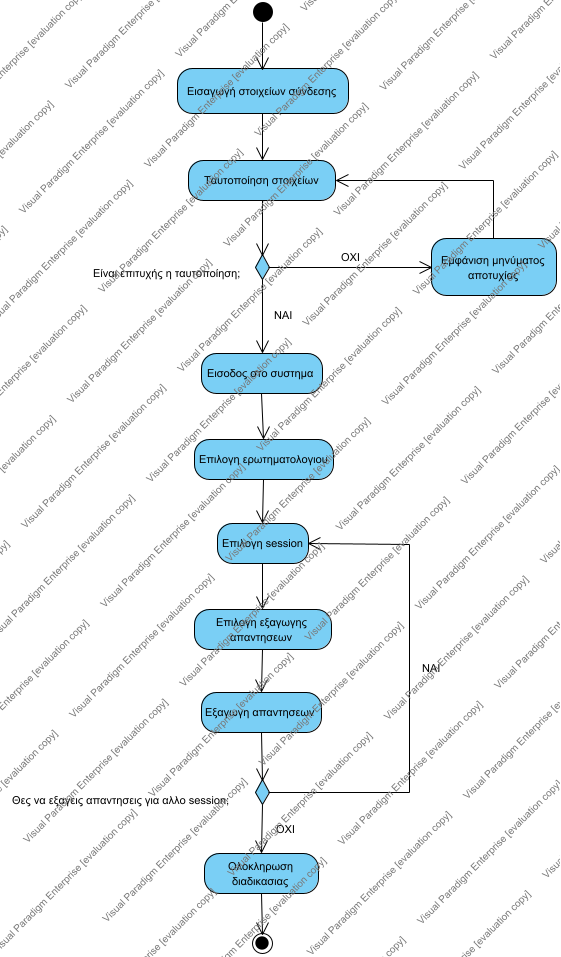 Εισαγωγή στοιχείων σύνδεσης
Ταυτοποίηση στοιχείων
Είναι επιτυχής η ταυτοποίηση;
ΟΧΙ
Εμφάνιση μηνύματος
αποτυχίας
ΝΑΙ
Εισοδος στο συστημα
Επιλογη ερωτηματολογιου
Επιλογη session
Επιλογη εξαγωγης
απαντησεων
ΝΑΙ
Εξαγωγη απαντησεων
Θες να εξαγεις απαντησεις για αλλο session;
ΟΧΙ
Ολοκληρωση
διαδικασιας
Visual Paradigm Enterprise [evaluation copy]